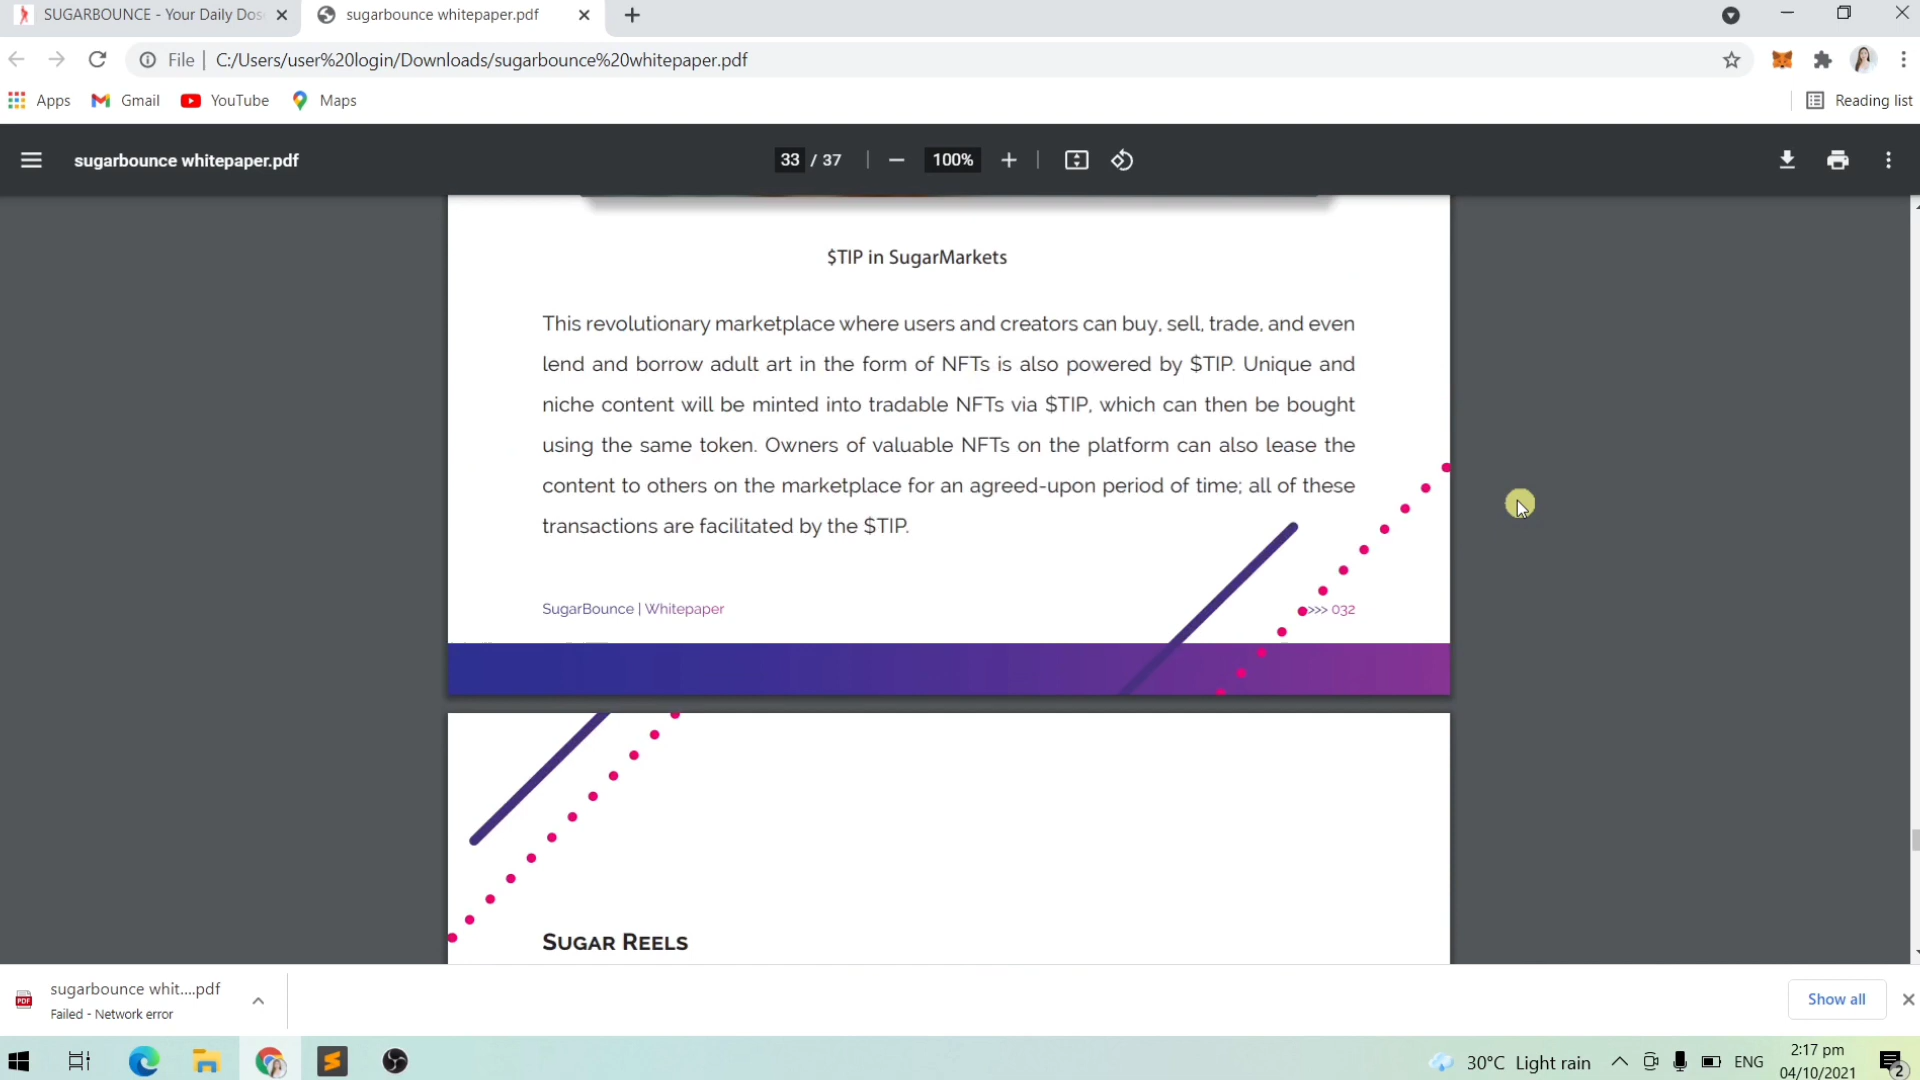 SUGARBOUNCE - Your Daily Dos
sugarbounce whitepaper.pdf
File | C:/Users/user%20login/Downloads/sugarbounce%20whitepaper.pdf
Apps
Gmail
YouTube
Maps
Reading list
sugarbounce whitepaper.pdf
33 / 37
100%
$TIP in SugarMarkets
This revolutionary marketplace where users and creators can buy, sell, trade, and even
lend and borrow adult art in the form of NFTs is also powered by $TIP. Unique and
niche content will be minted into tradable NFTs via $TIP, which can then be bought
using the same token. Owners of valuable NFTs on the platform can also lease the
content to others on the marketplace for an agreed-upon period of time; all of these
transactions are facilitated by the $TIP.
SugarBounce | Whitepaper
>>> 032
SUGAR REELS
sugarbounce whit....pdf
Failed - Network error
Show all
30°C Light rain
ENG
2:17 pm
04/10/2021
2